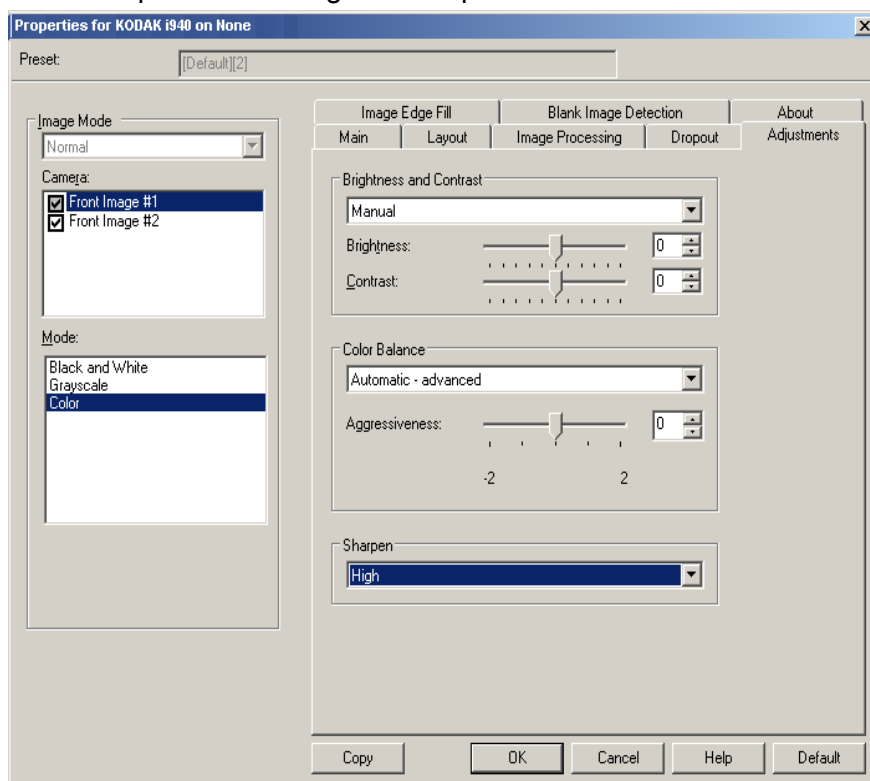 Properties for KODAK i940 on None
Preset:
[Default][2]
Image Mode
Normal
Camera:
Front Image #1
Front Image #2
Mode:
Black and White
Grayscale
Color
Image Edge Fill
Blank Image Detection
About
Main
Layout
Image Processing
Dropout
Adjustments
Brightness and Contrast
Manual
Brightness:
0
Contrast:
0
Color Balance
Automatic - advanced
Aggressiveness:
0
-2
2
Sharpen
High
Copy
OK
Cancel
Help
Default